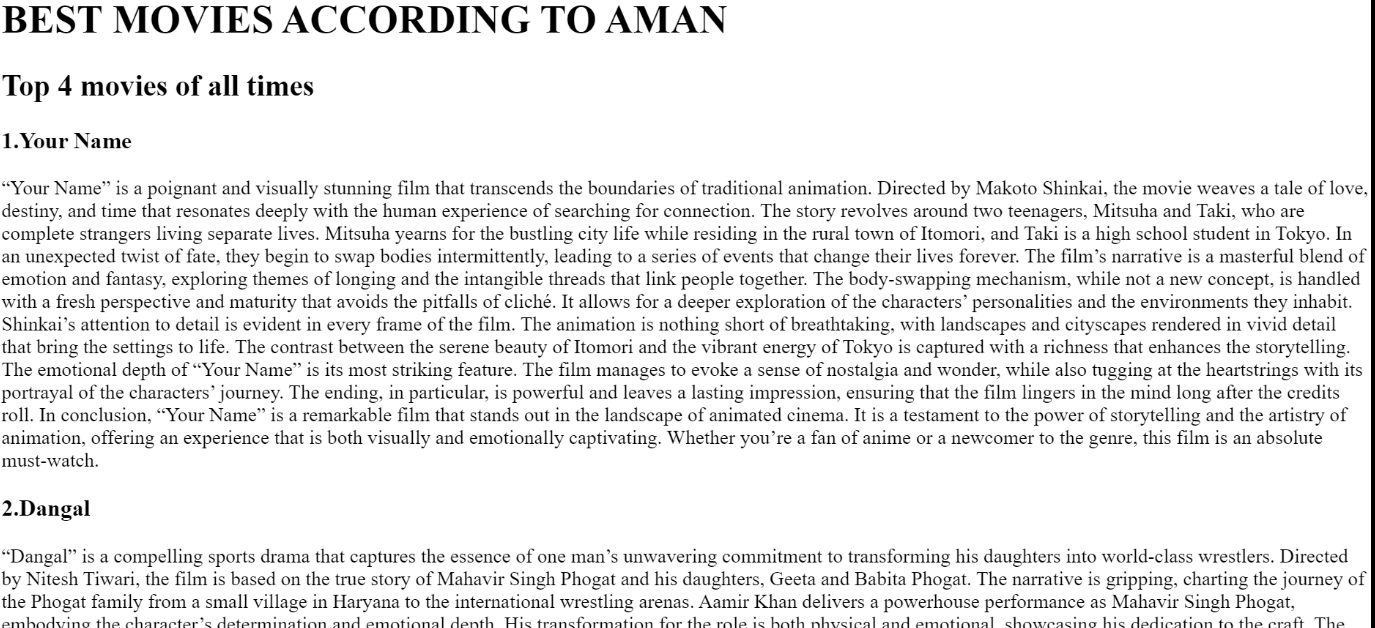 BEST MOVIES ACCORDING TO AMAN
Top 4 movies of all times
1.Your Name
“Your Name” is a poignant and visually stunning film that transcends the boundaries of traditional animation. Directed by Makoto Shinkai, the movie weaves a tale of love,
destiny, and time that resonates deeply with the human experience of searching for connection. The story revolves around two teenagers, Mitsuha and Taki, who are
complete strangers living separate lives. Mitsuha yearns for the bustling city life while residing in the rural town of Itomori, and Taki is a high school student in Tokyo. In
an unexpected twist of fate, they begin to swap bodies intermittently, leading to a series of events that change their lives forever. The film’s narrative is a masterful blend of
emotion and fantasy, exploring themes of longing and the intangible threads that link people together. The body-swapping mechanism, while not a new concept, is handled
with a fresh perspective and maturity that avoids the pitfalls of cliché. It allows for a deeper exploration of the characters’ personalities and the environments they inhabit.
Shinkai’s attention to detail is evident in every frame of the film. The animation is nothing short of breathtaking, with landscapes and cityscapes rendered in vivid detail
that bring the settings to life. The contrast between the serene beauty of Itomori and the vibrant energy of Tokyo is captured with a richness that enhances the storytelling.
The emotional depth of “Your Name” is its most striking feature. The film manages to evoke a sense of nostalgia and wonder, while also tugging at the heartstrings with its
portrayal of the characters’ journey. The ending, in particular, is powerful and leaves a lasting impression, ensuring that the film lingers in the mind long after the credits
roll. In conclusion, “Your Name” is a remarkable film that stands out in the landscape of animated cinema. It is a testament to the power of storytelling and the artistry of
animation, offering an experience that is both visually and emotionally captivating. Whether you’re a fan of anime or a newcomer to the genre, this film is an absolute
must-watch.
2.Dangal
“Dangal” is a compelling sports drama that captures the essence of one man’s unwavering commitment to transforming his daughters into world-class wrestlers. Directed
by Nitesh Tiwari, the film is based on the true story of Mahavir Singh Phogat and his daughters, Geeta and Babita Phogat. The narrative is gripping, charting the journey of
the Phogat family from a small village in Haryana to the international wrestling arenas. Aamir Khan delivers a powerhouse performance as Mahavir Singh Phogat,
embodying the character’s determination and emotional depth. His transformation for the role is both physical and emotional, showcasing his dedication to the craft. The